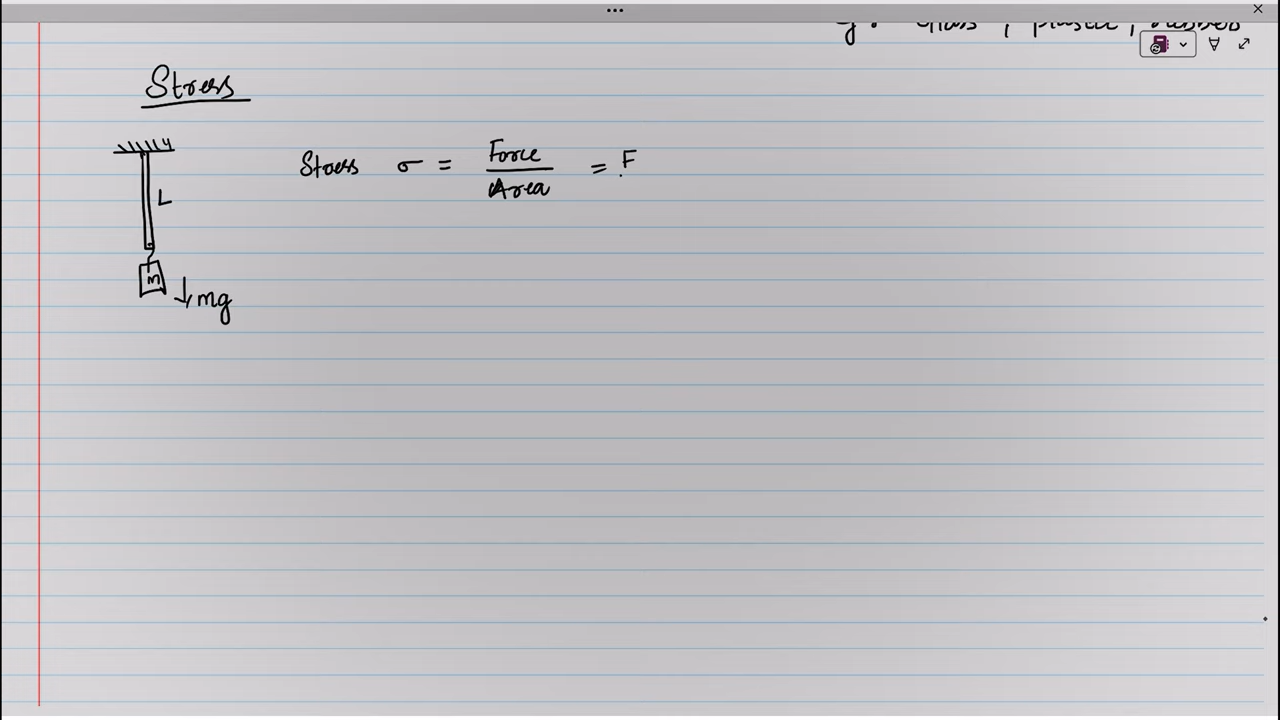 Stress
Stress σ = Force / Area = F
L
m
↓mg